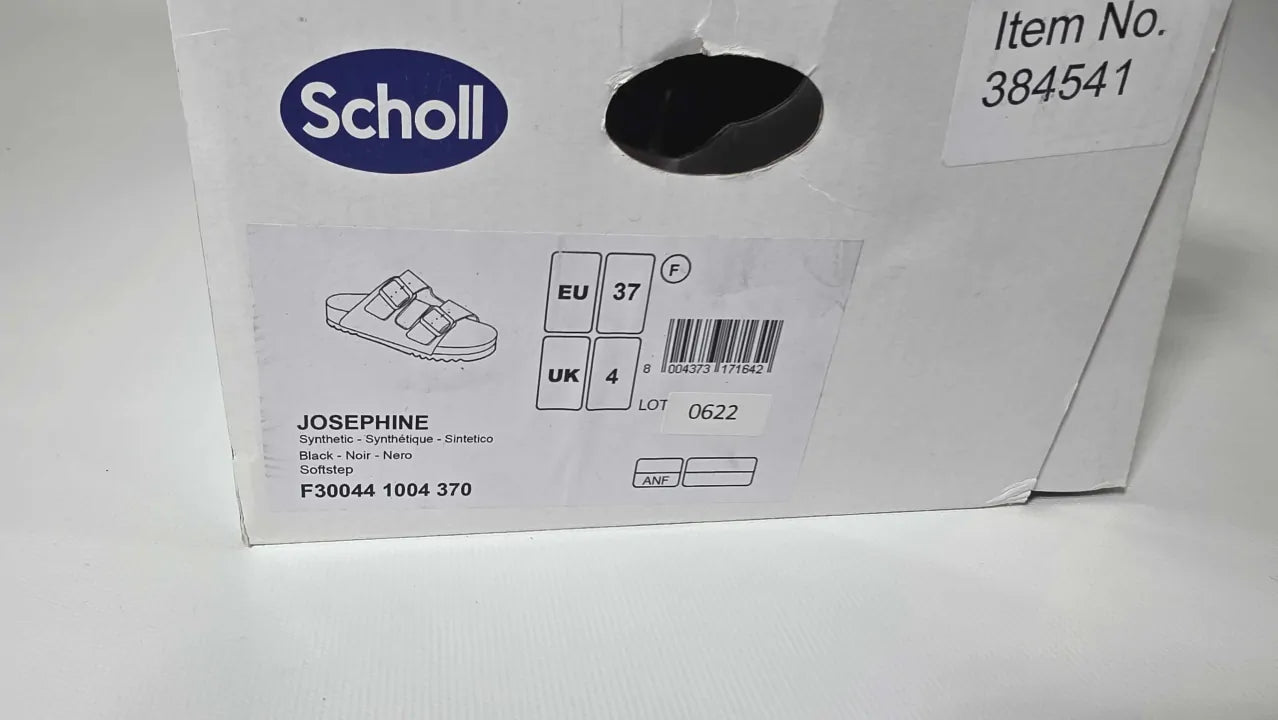 Scholl
Item No.
384541
EU 37 F
UK 4
8 004373 171642
LOT 0622
JOSEPHINE
Synthetic - Synthétique - Sintetico
Black - Noir - Nero
Softstep
F30044 1004 370
ANF